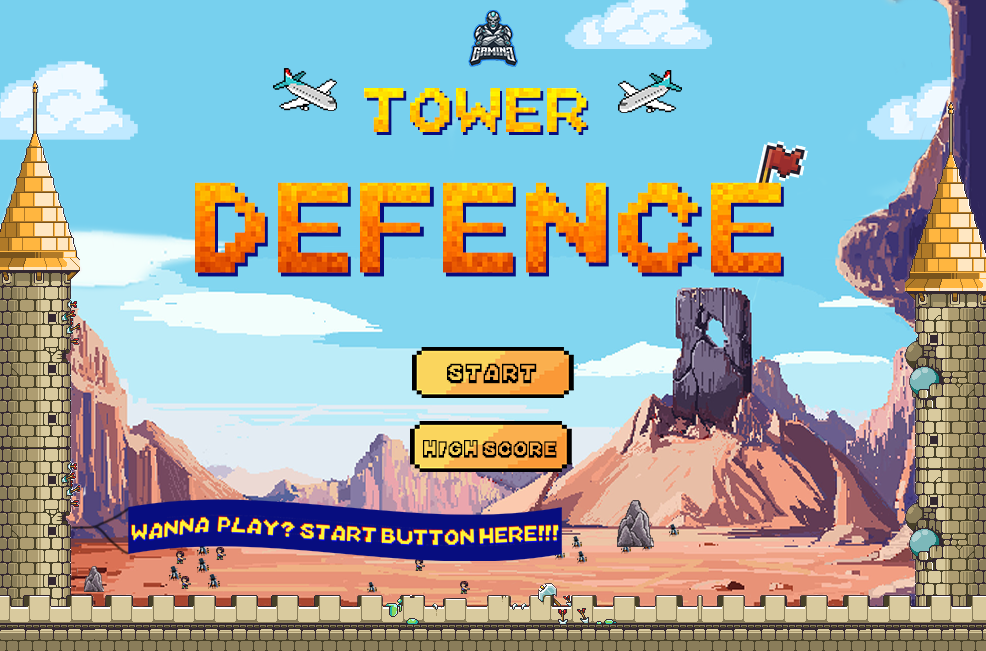 GAMING
TOWER
DEFENCE
START
HIGH SCORE
WANNA PLAY? START BUTTON HERE!!!